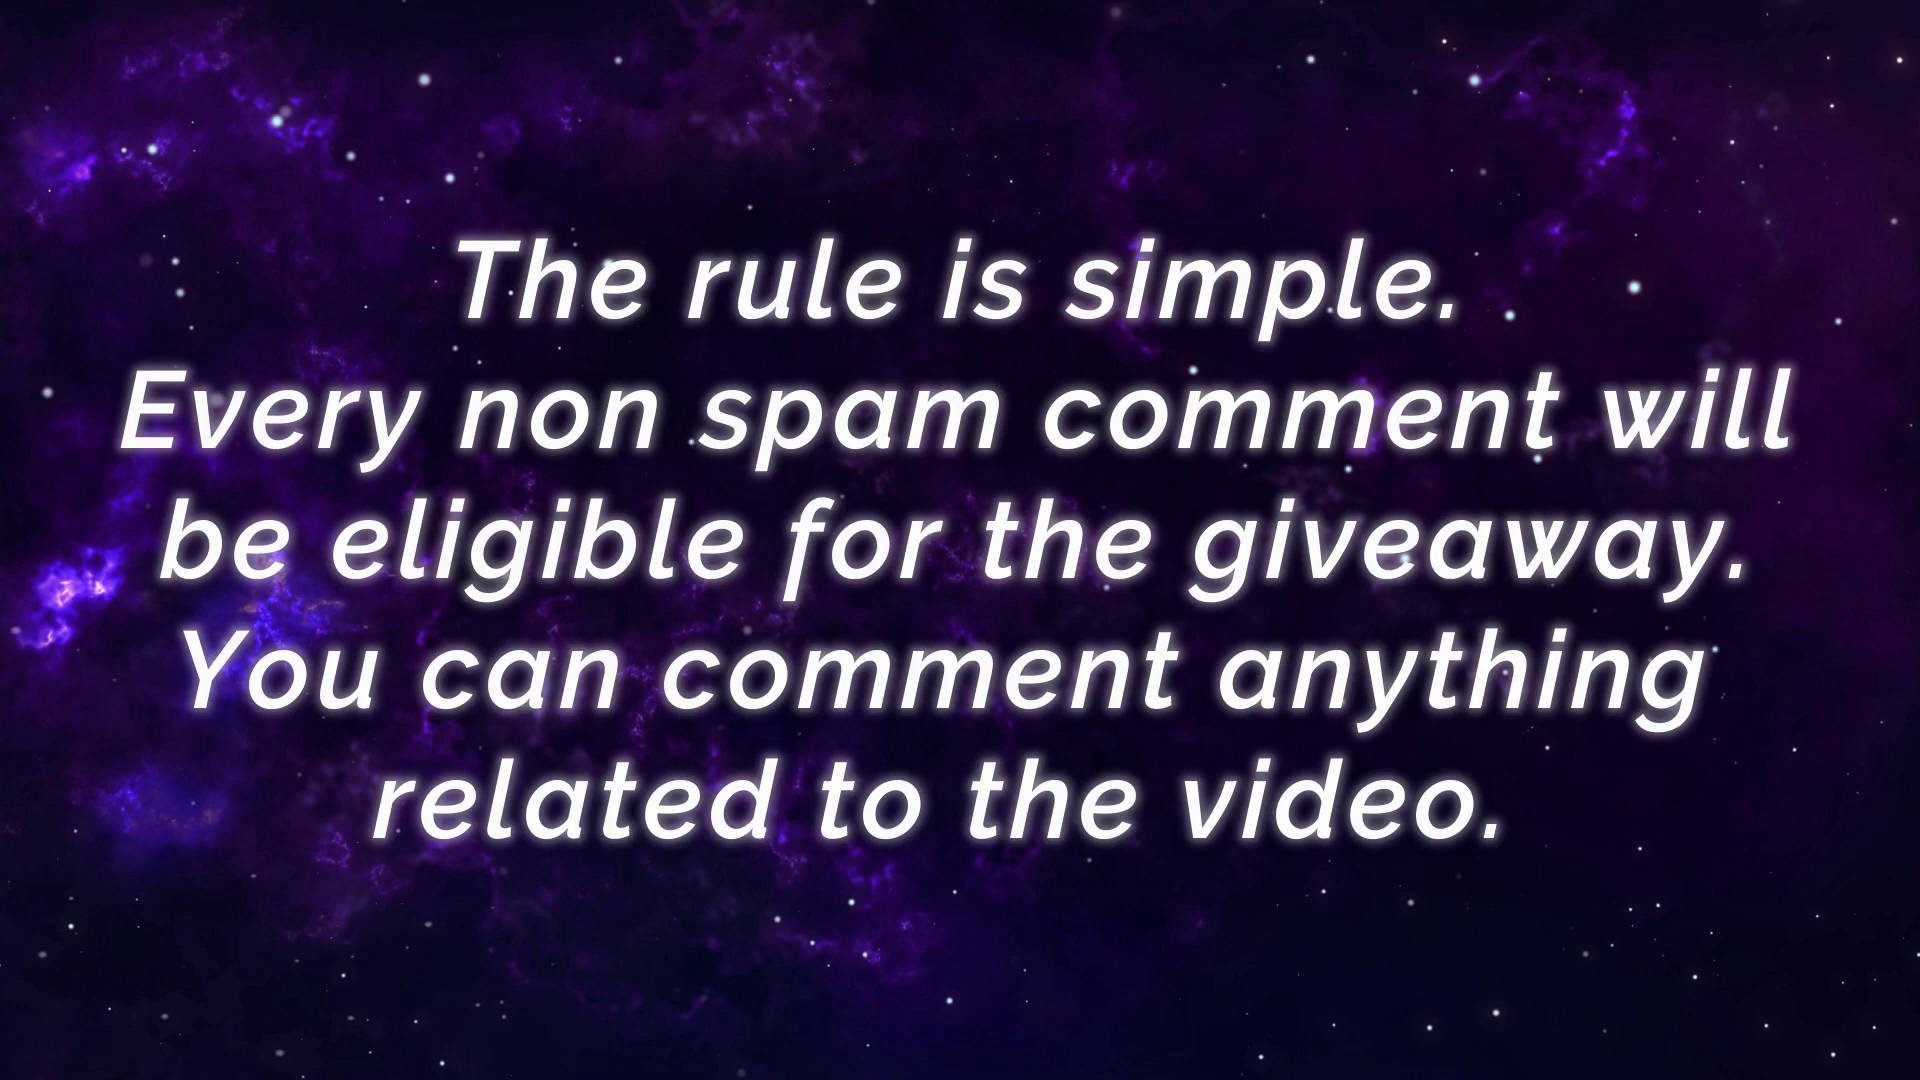 The rule is simple.
Every non spam comment will
be eligible for the giveaway.
You can comment anything
related to the video.